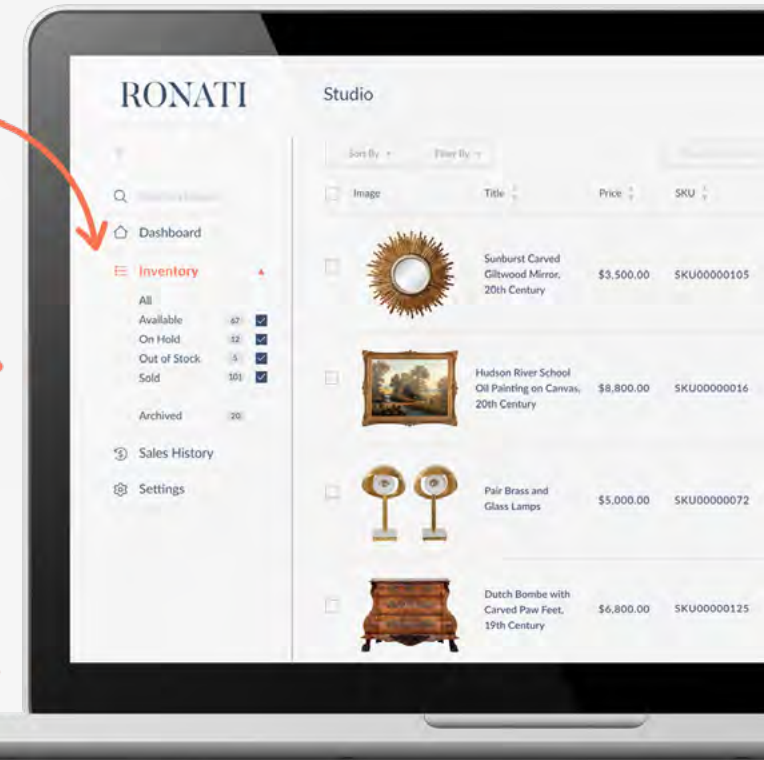 RONATI
Studio
Sort By
Filter By
Image
Title
Price
SKU
Dashboard
Inventory
All
Available 67
On Hold 12
Out of Stock 5
Sold 101
Archived 20
Sales History
Settings
Sunburst Carved
Giltwood Mirror,
20th Century
$3,500.00
SKU00000105
Hudson River School
Oil Painting on Canvas,
20th Century
$8,800.00
SKU00000016
Pair Brass and
Glass Lamps
$5,000.00
SKU00000072
Dutch Bombe with
Carved Paw Feet,
19th Century
$6,800.00
SKU00000125